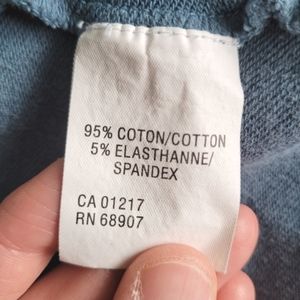 95% COTON/COTTON
5% ELASTHANNE/
SPANDEX
CA 01217
RN 68907